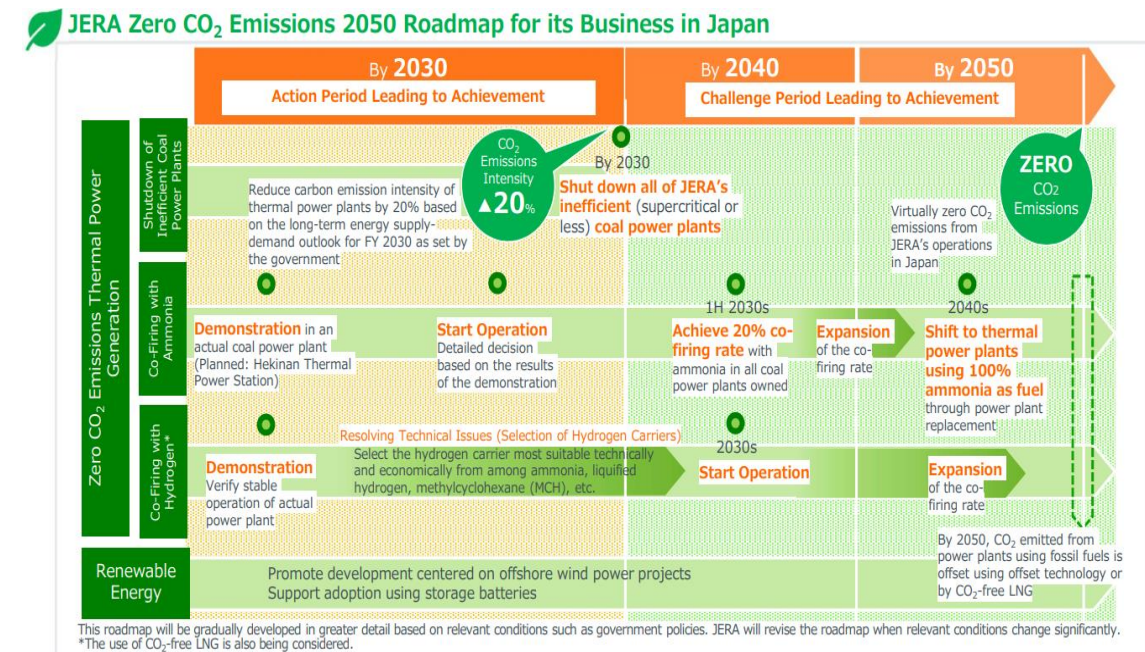 JERA Zero CO₂ Emissions 2050 Roadmap for its Business in Japan
By 2030
Action Period Leading to Achievement
By 2040
By 2050
Challenge Period Leading to Achievement
Zero CO₂ Emissions Thermal Power
Generation
Shutdown of
Inefficient Coal
Power Plants
Reduce carbon emission intensity of
thermal power plants by 20% based
on the long-term energy supply-
demand outlook for FY 2030 as set by
the government
CO₂
Emissions
Intensity
▲20%
By 2030
Shut down all of JERA's
inefficient (supercritical or
less) coal power plants
Virtually zero CO₂
emissions from
JERA's operations
in Japan
ZERO
CO2
Emissions
Co-Firing with
Ammonia
Demonstration in an
actual coal power plant
(Planned: Hekinan Thermal
Power Station)
Start Operation
Detailed decision
based on the results
of the demonstration
1H 2030s
Achieve 20% co-
firing rate with
ammonia in all coal
power plants owned
Expansion
of the co-
firing rate
2040s
Shift to thermal
power plants
using 100%
ammonia as fuel
through power plant
replacement
Co-Firing with
Hydrogen*
Demonstration
Verify stable
operation of actual
power plant
Resolving Technical Issues (Selection of Hydrogen Carriers)
Select the hydrogen carrier most suitable technically
and economically from among ammonia, liquified
hydrogen, methylcyclohexane (MCH), etc.
2030s
Start Operation
Expansion
of the co-
firing rate
By 2050, CO₂ emitted from
power plants using fossil fuels is
offset using offset technology or
by CO₂-free LNG
Renewable
Energy
Promote development centered on offshore wind power projects
Support adoption using storage batteries
This roadmap will be gradually developed in greater detail based on relevant conditions such as government policies. JERA will revise the roadmap when relevant conditions change significantly.
*The use of CO₂-free LNG is also being considered.